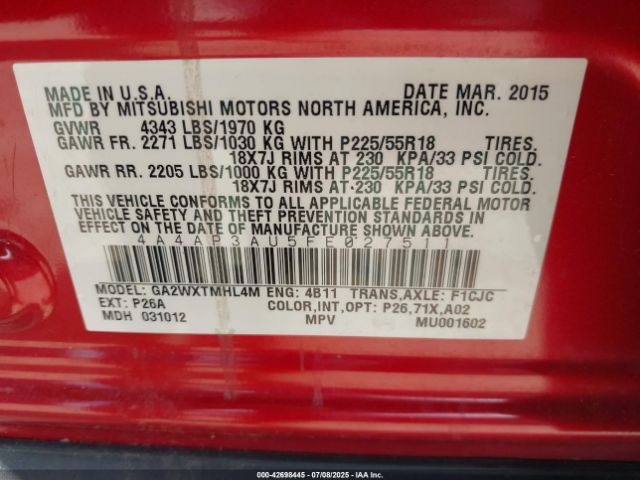 MADE IN U.S.A. DATE MAR. 2015
MFD BY MITSUBISHI MOTORS NORTH AMERICA, INC.
GVWR 4343 LBS/1970 KG
GAWR FR. 2271 LBS/1030 KG WITH P225/55R18 TIRES.
18X7J RIMS AT 230 KPA/33 PSI COLD.
GAWR RR. 2205 LBS/1000 KG WITH P225/55R18 TIRES.
18X7J RIMS AT 230 KPA/33 PSI COLD.
THIS VEHICLE CONFORMS TO ALL APPLICABLE FEDERAL MOTOR
VEHICLE SAFETY AND THEFT PREVENTION STANDARDS IN
EFFECT ON THE DATE OF MANUFACTURE SHOWN ABOVE.
4A4AP3AU5FE027511
MODEL: GA2WXTMHL4M ENG: 4B11 TRANS,AXLE: F1CJC
EXT: P26A COLOR,INT,OPT: P26,71X,A02
MDH 031012 MPV MU001602
000-42698445 - 07/08/2025 - IAA Inc.